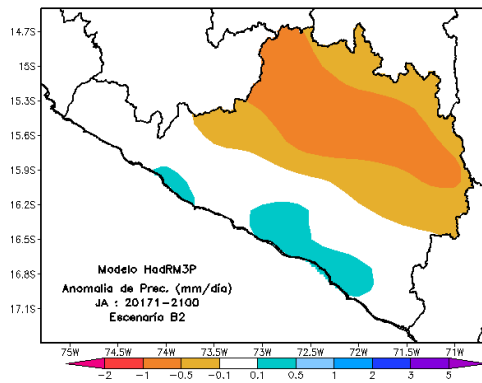 14.7S
15S
15.3S
15.6S
15.9S
16.2S
16.5S
16.8S
17.1S
Modelo HadRM3P
Anomalia de Prec. (mm/día)
JA : 20171-2100
Escenario B2
75W 74.5W 74W 73.5W 73W 72.5W 72W 71.5W 71W
-2 -1 -0.5 -0.1 0.1 0.5 1 2 3 5